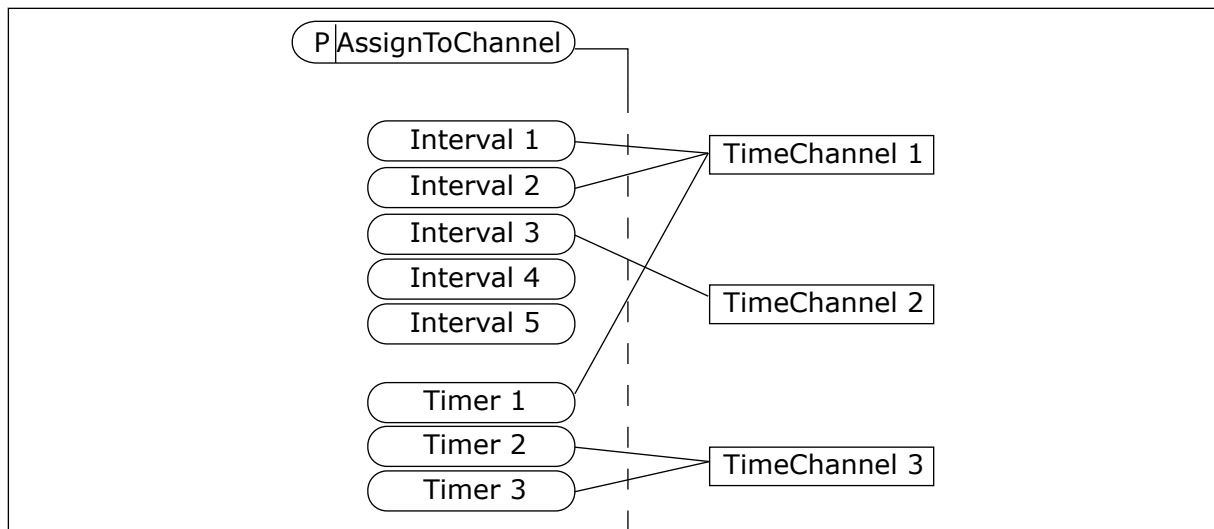 P AssignToChannel
Interval 1
TimeChannel 1
Interval 2
Interval 3
Interval 4
TimeChannel 2
Interval 5
Timer 1
Timer 2
TimeChannel 3
Timer 3